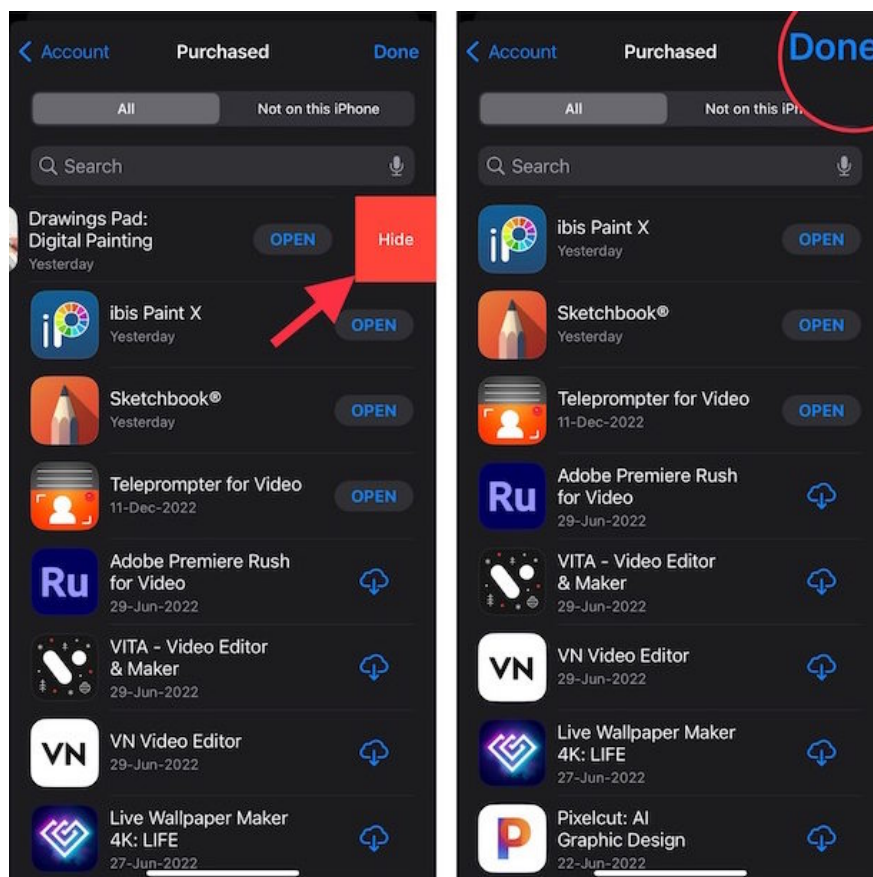 Account
Purchased
Done
All
Not on this iPhone
Search
Drawings Pad:
Digital Painting
Yesterday
OPEN
Hide
iP
ibis Paint X
Yesterday
OPEN
Sketchbook®
Yesterday
OPEN
Teleprompter for Video
11-Dec-2022
OPEN
Ru
Adobe Premiere Rush
for Video
29-Jun-2022
VITA - Video Editor
& Maker
29-Jun-2022
VN
VN Video Editor
29-Jun-2022
Live Wallpaper Maker
4K: LIFE
27-Jun-2022
Account
Purchased
Done
All
Not on this iPh
Search
iP
ibis Paint X
Yesterday
OPEN
Sketchbook®
Yesterday
OPEN
Teleprompter for Video
11-Dec-2022
OPEN
Ru
Adobe Premiere Rush
for Video
29-Jun-2022
VITA - Video Editor
& Maker
29-Jun-2022
VN
VN Video Editor
29-Jun-2022
Live Wallpaper Maker
4K: LIFE
27-Jun-2022
P
Pixelcut: AI
Graphic Design
22-Jun-2022